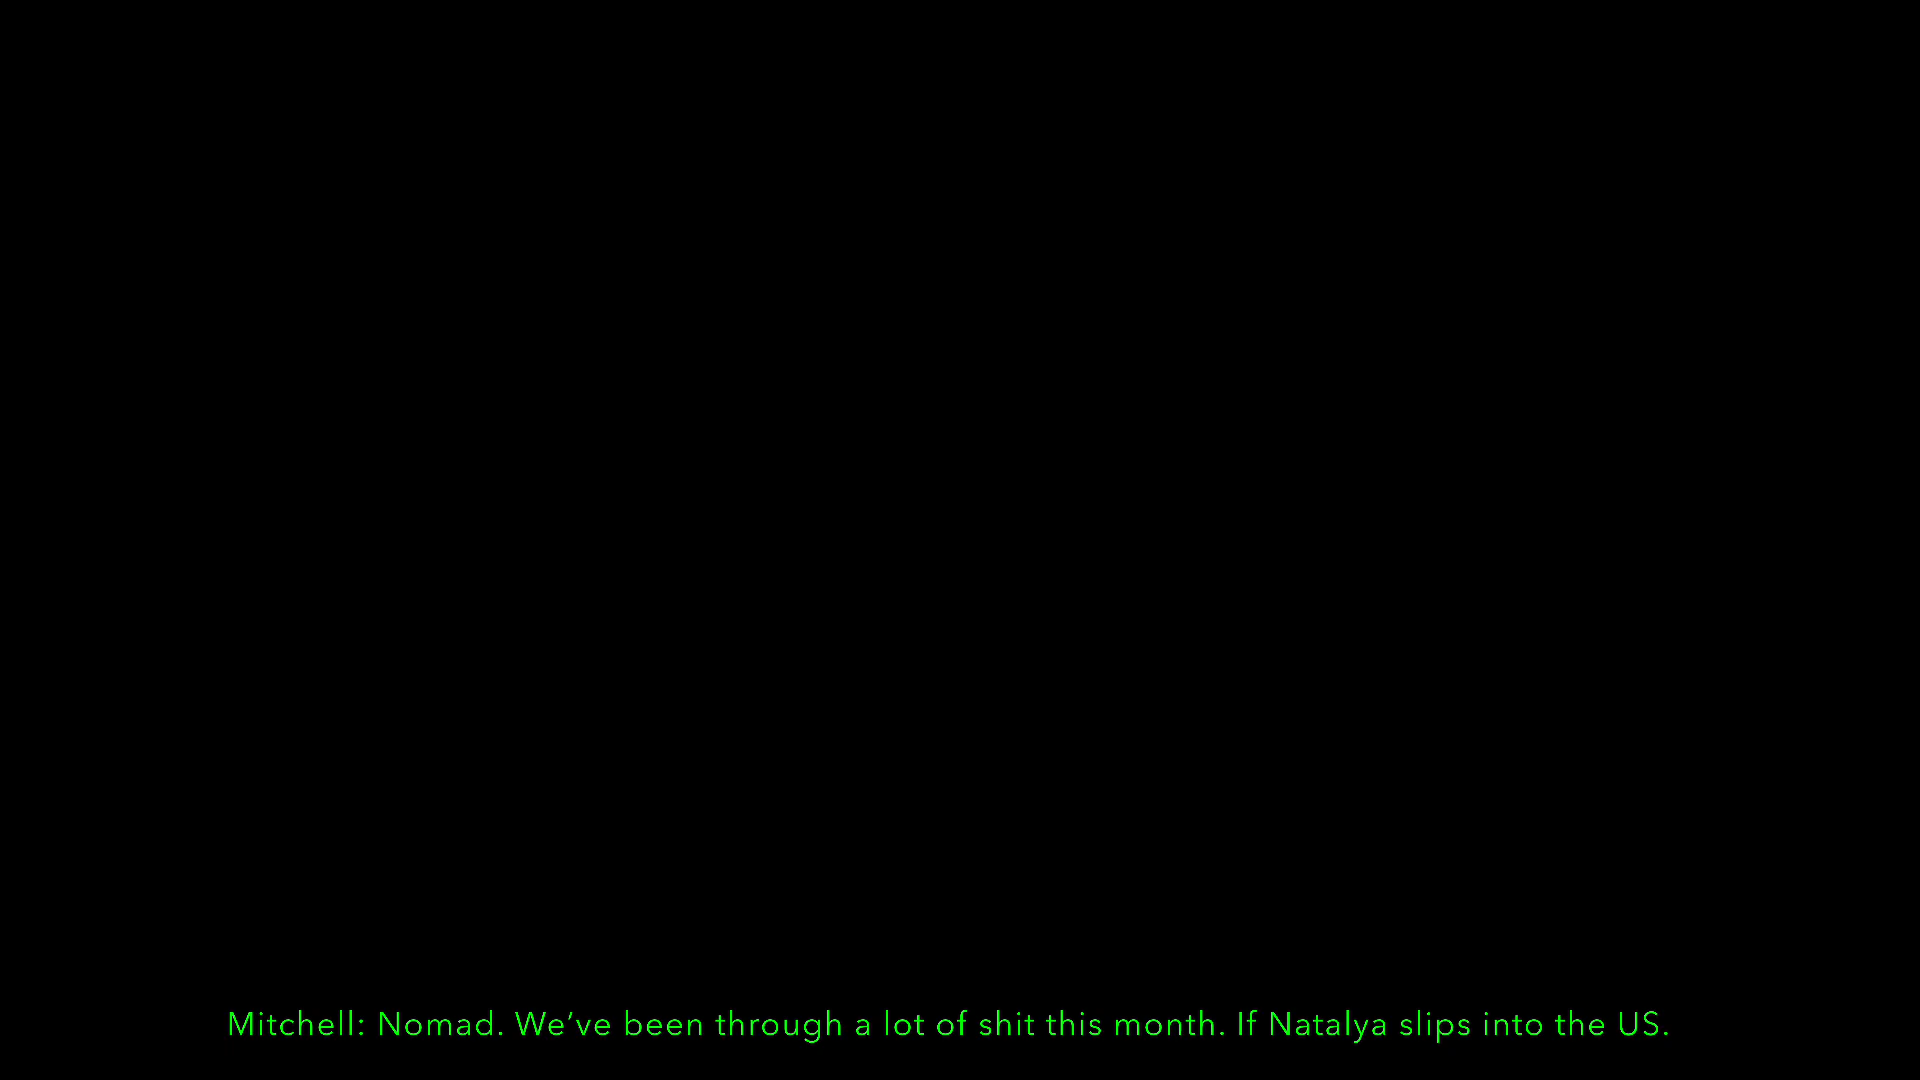 Mitchell: Nomad. We’ve been through a lot of shit this month. If Natalya slips into the US.